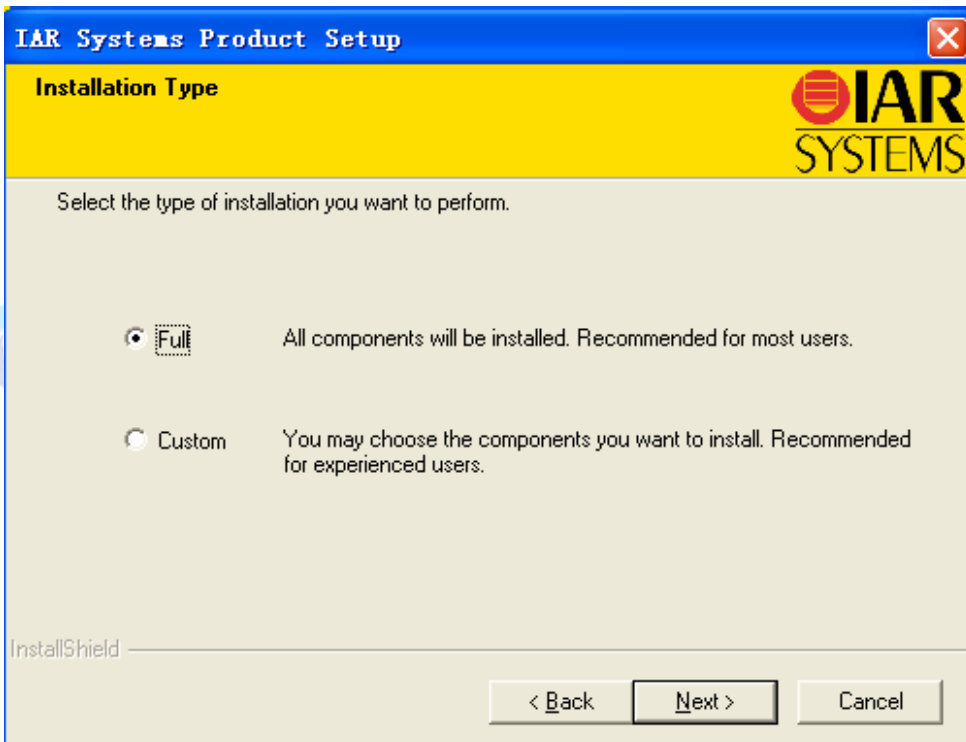 IAR Systems Product Setup
Installation Type
IAR
SYSTEMS
Select the type of installation you want to perform.
Full
All components will be installed. Recommended for most users.
Custom
You may choose the components you want to install. Recommended
for experienced users.
InstallShield
< Back
Next >
Cancel